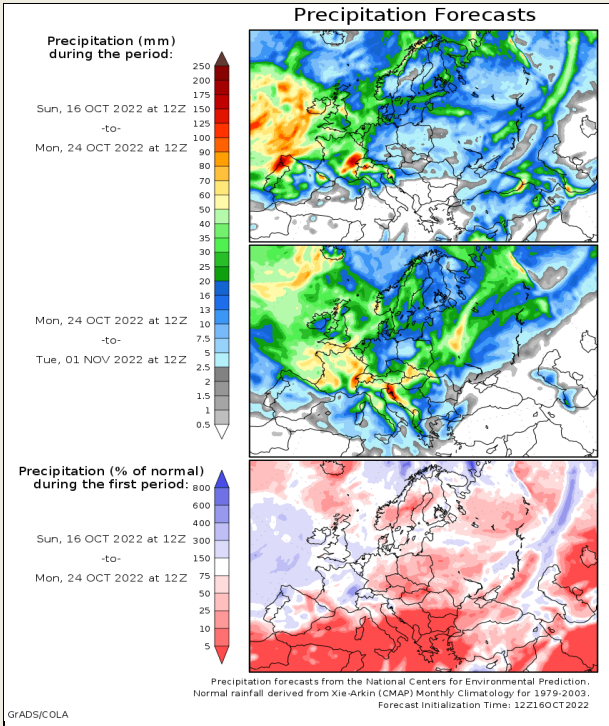 Precipitation Forecasts
Precipitation (mm)
during the period:
250
200
175
150
125
100
90
80
70
60
50
40
35
30
25
20
16
13
10
7.5
5
2.5
2
1.5
1
0.5
Sun, 16 OCT 2022 at 12Z
-to-
Mon, 24 OCT 2022 at 12Z
Mon, 24 OCT 2022 at 12Z
-to-
Tue, 01 NOV 2022 at 12Z
Precipitation (% of normal)
during the first period:
800
600
400
300
150
75
50
25
10
5
Sun, 16 OCT 2022 at 12Z
-to-
Mon, 24 OCT 2022 at 12Z
Precipitation forecasts from the National Centers for Environmental Prediction.
Normal rainfall derived from Xie-Arkin (CMAP) Monthly Climatology for 1979-2003.
Forecast Initialization Time: 12Z16OCT2022
GrADS/COLA